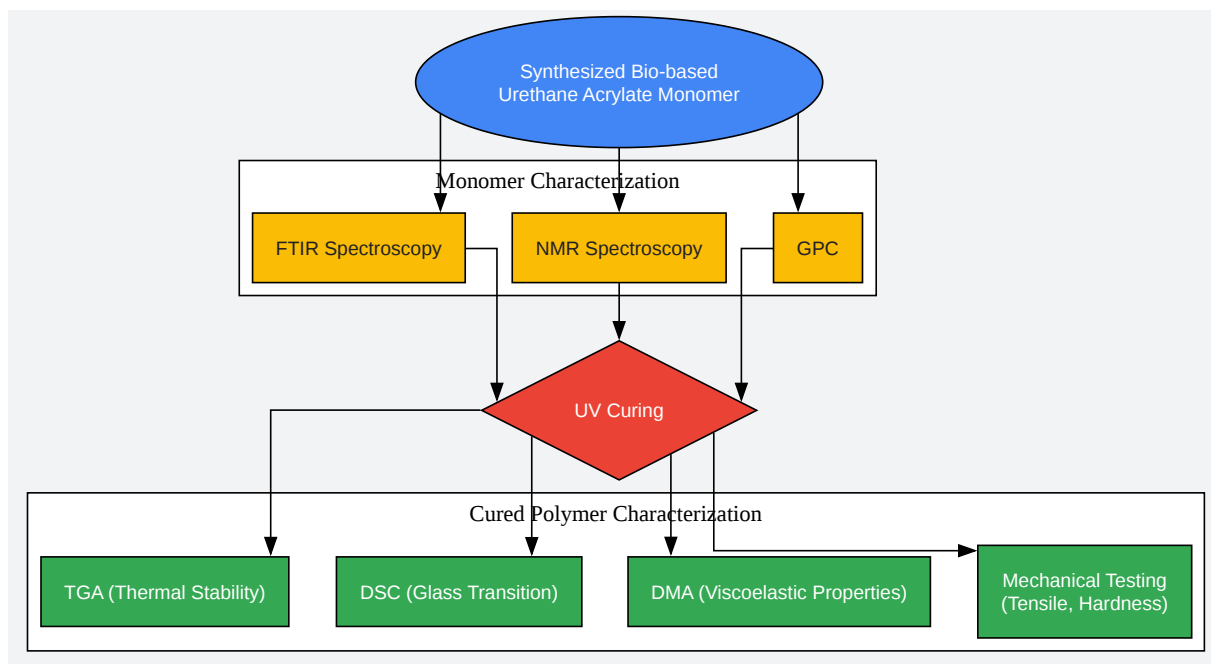 Synthesized Bio-based
Urethane Acrylate Monomer
Monomer Characterization
FTIR Spectroscopy
NMR Spectroscopy
GPC
UV Curing
Cured Polymer Characterization
TGA (Thermal Stability)
DSC (Glass Transition)
DMA (Viscoelastic Properties)
Mechanical Testing
(Tensile, Hardness)